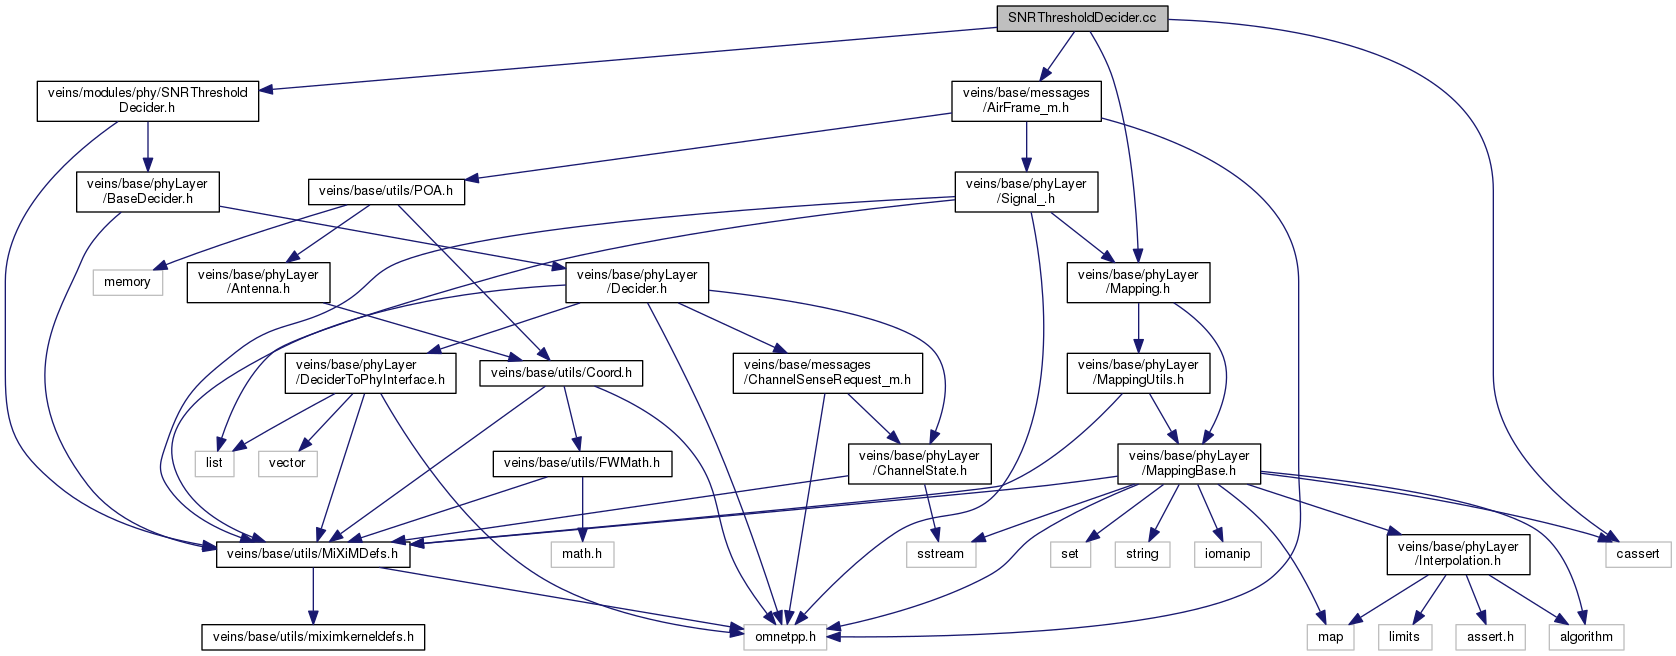 SNRThresholdDecider.cc
veins/modules/phy/SNRThreshold
Decider.h
veins/base/messages
/AirFrame_m.h
veins/base/phyLayer
/BaseDecider.h
veins/base/utils/POA.h
veins/base/phyLayer
/Signal_.h
memory
veins/base/phyLayer
/Antenna.h
veins/base/phyLayer
/Decider.h
veins/base/phyLayer
/Mapping.h
veins/base/phyLayer
/DeciderToPhyInterface.h
veins/base/utils/Coord.h
veins/base/messages
/ChannelSenseRequest_m.h
veins/base/phyLayer
/MappingUtils.h
list
vector
veins/base/utils/FWMath.h
veins/base/phyLayer
/ChannelState.h
veins/base/phyLayer
/MappingBase.h
veins/base/utils/MiXiMDefs.h
math.h
sstream
set
string
iomanip
veins/base/phyLayer
/Interpolation.h
cassert
veins/base/utils/miximkerneldefs.h
omnetpp.h
map
limits
assert.h
algorithm